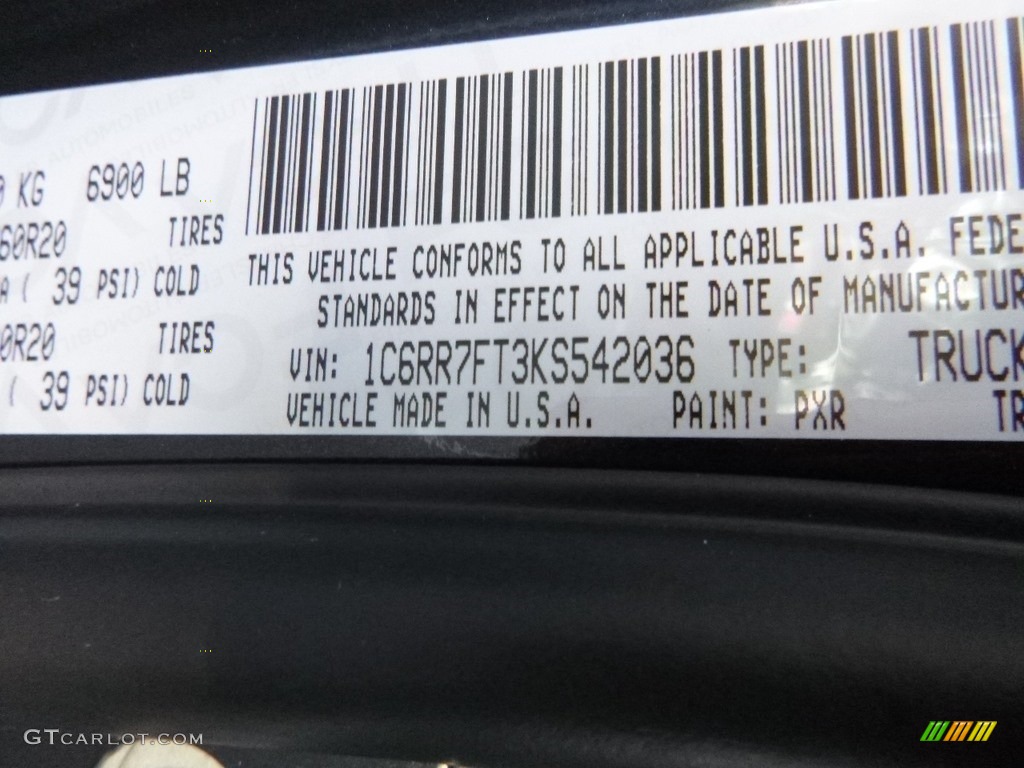 0 KG 6900 LB
60R20 TIRES
A ( 39 PSI) COLD
0R20 TIRES
( 39 PSI) COLD
THIS VEHICLE CONFORMS TO ALL APPLICABLE U.S.A. FEDE
STANDARDS IN EFFECT ON THE DATE OF MANUFACTUR
VIN: 1C6RR7FT3KS542036 TYPE: TRUCK
VEHICLE MADE IN U.S.A. PAINT: PXR TR
GTCARLOT.COM